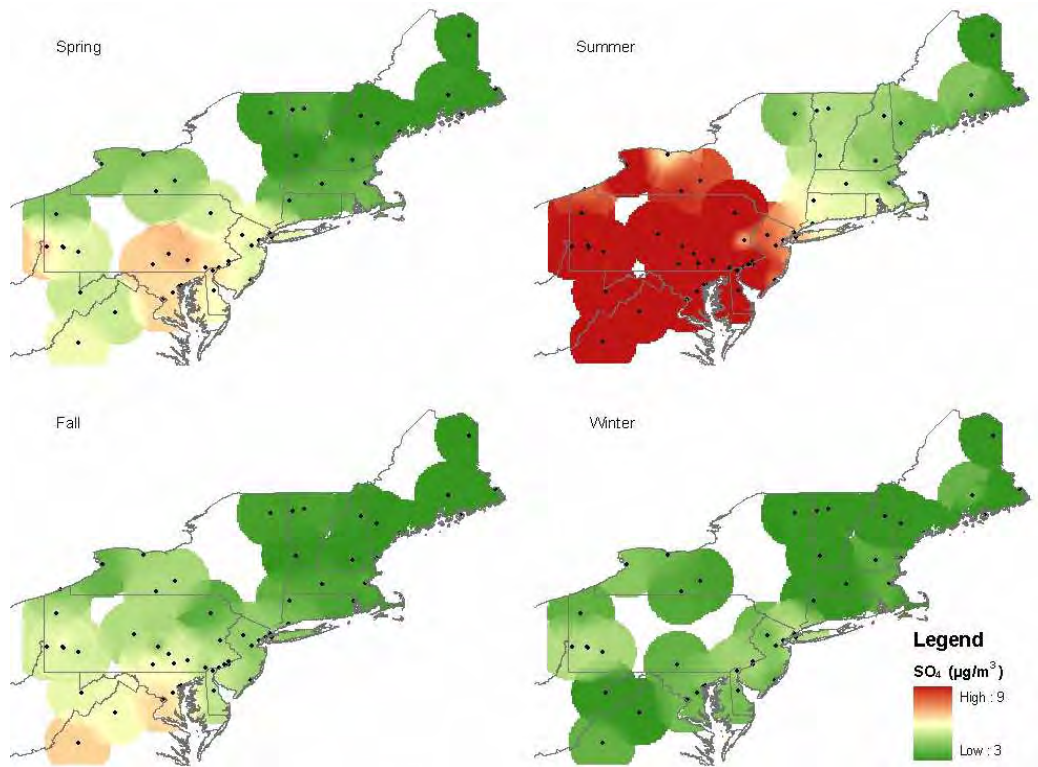 Spring
Summer
Fall
Winter
Legend
SO₄ (µg/m³)
High : 9
Low : 3